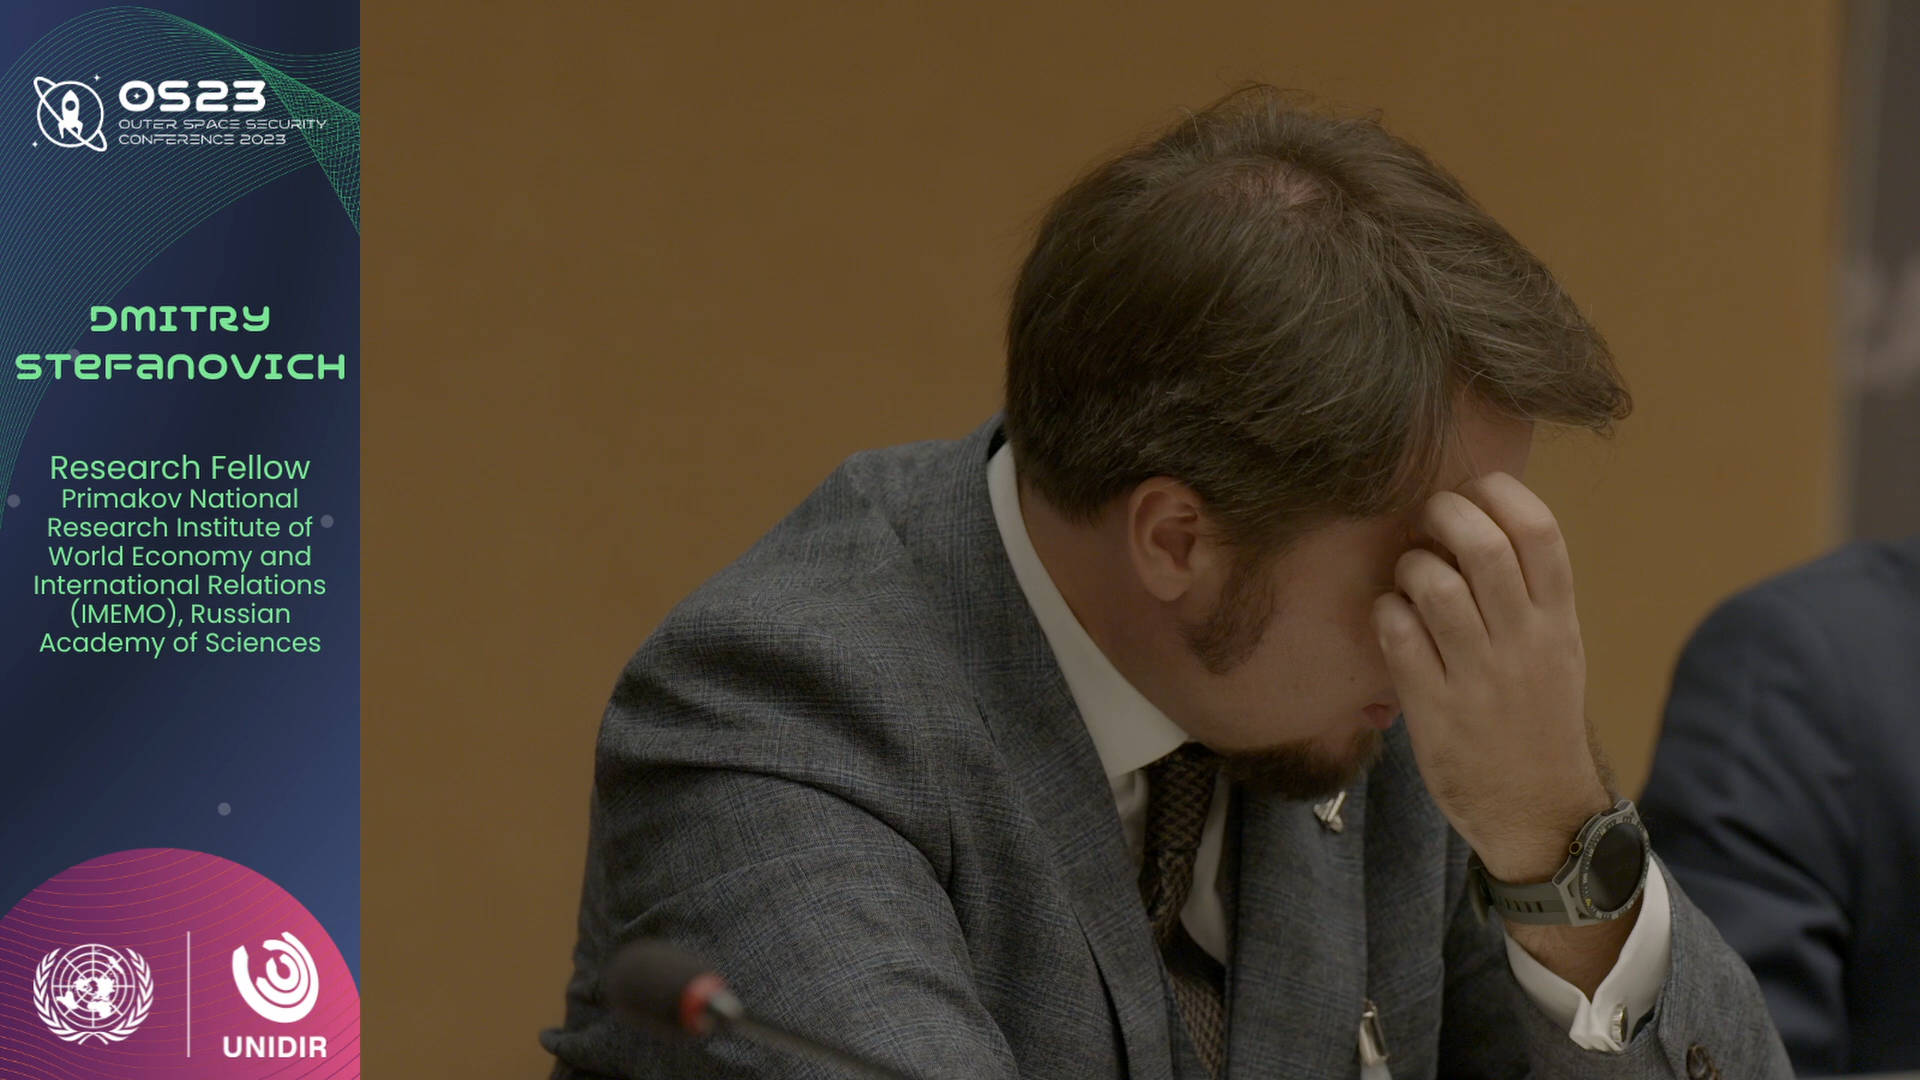 OS23
OUTER SPACE SECURITY
CONFERENCE 2023
DMITRY
STEFANOVICH
Research Fellow
Primakov National
Research Institute of
World Economy and
International Relations
(IMEMO), Russian
Academy of Sciences
UNIDIR